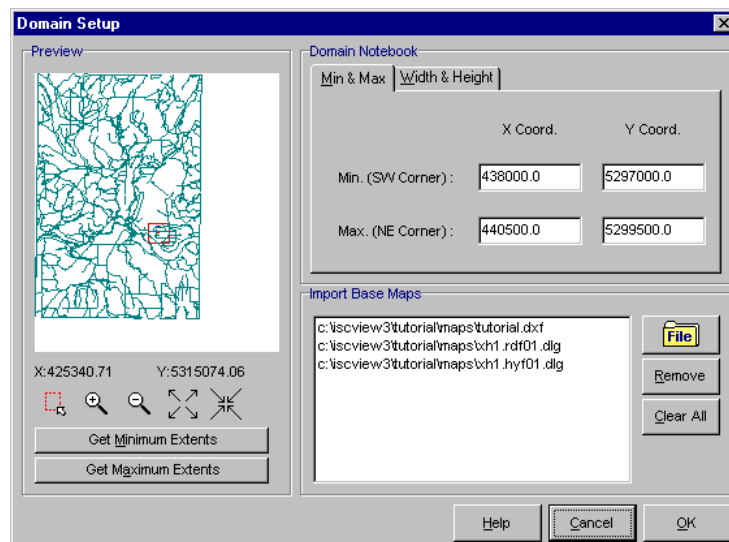 Domain Setup
Preview
X:425340.71 Y:5315074.06
Get Minimum Extents
Get Maximum Extents
Domain Notebook
Min & Max Width & Height
X Coord. Y Coord.
Min. (SW Corner) : 438000.0 5297000.0
Max. (NE Corner) : 440500.0 5299500.0
Import Base Maps
c:\iscview3\tutorial\maps\tutorial.dxf
c:\iscview3\tutorial\maps\xh1.rdf01.dlg
c:\iscview3\tutorial\maps\xh1.hyf01.dlg
File
Remove
Clear All
Help Cancel OK